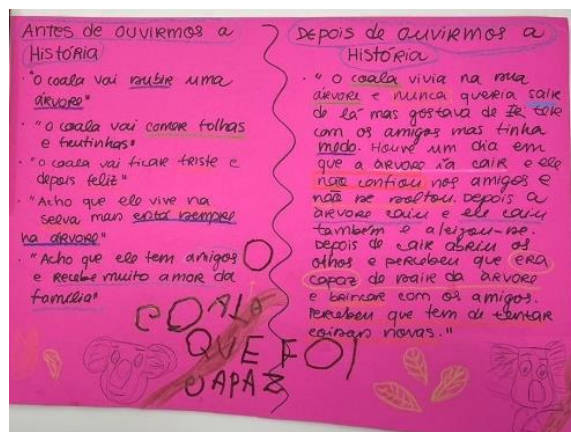 Antes de ouvirmos a
História
· "o coala vai subir uma
árvore"
· "o coala vai comer folhas
e frutinhas"
· "o coala vai ficar triste e
depois feliz"
· "Acho que ele vive na
selva mas está sempre
na árvore"
· "Acho que ele tem amigos
e recebe muito amor da
família"
Depois de ouvirmos a
História
· "O coala vivia na sua
árvore e nunca queria sair
de lá mas gostava de ir ter
com os amigos mas tinha
medo. Houve um dia em
que a árvore ia cair e ele
não confiou nos amigos e
não se soltou. Depois a
árvore caiu e ele caiu
também e aleijou-se.
Depois de cair abriu os
olhos e percebeu que era
capaz de sair da árvore
e brincar com os amigos.
Percebeu que tem de tentar
coisas novas."
O
COALA
QUE FOI
CAPAZ